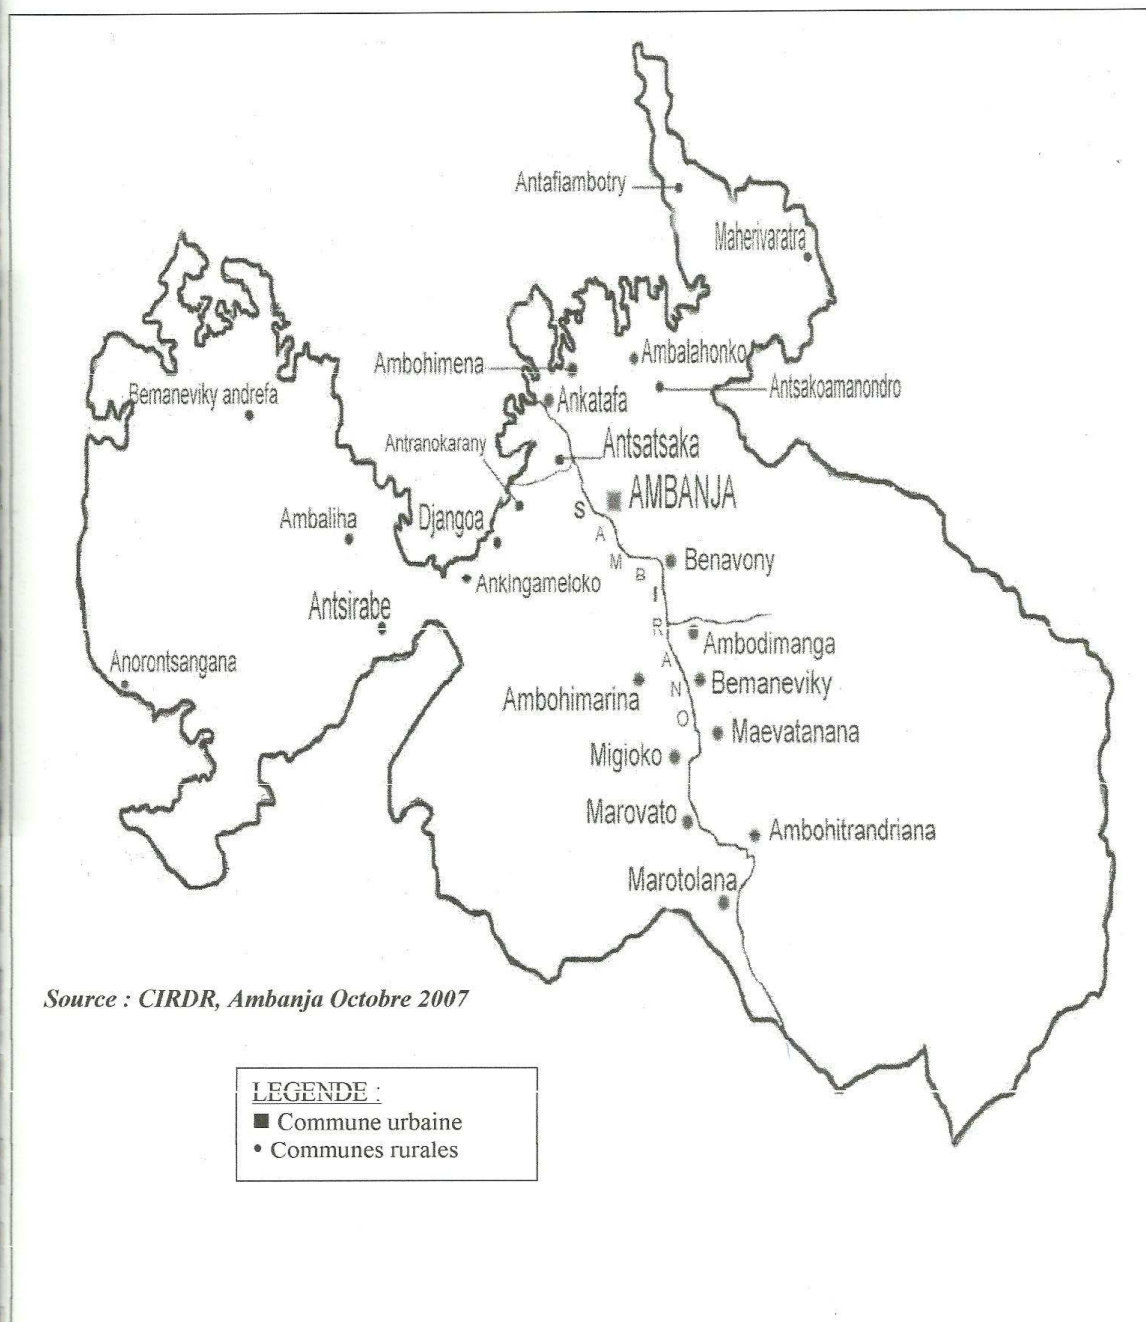 Antafiambotry
Maherivaratra
Ambalahonko
Ambohimena
Antsakoamanondro
Bemaneviky andrefa
Ankatafa
Antranokarany
Antsatsaka
AMBANJA
Djangoa
Ambaliha
Benavony
Ankingameloko
Antsirabe
SAMBIRANO
Ambodimanga
Anorontsangana
Ambohimarina
Bemaneviky
Maevatanana
Migioko
Marovato
Ambohitrandriana
Marotolana
Source : CIRDR, Ambanja Octobre 2007
LEGENDE :
■ Commune urbaine
• Communes rurales